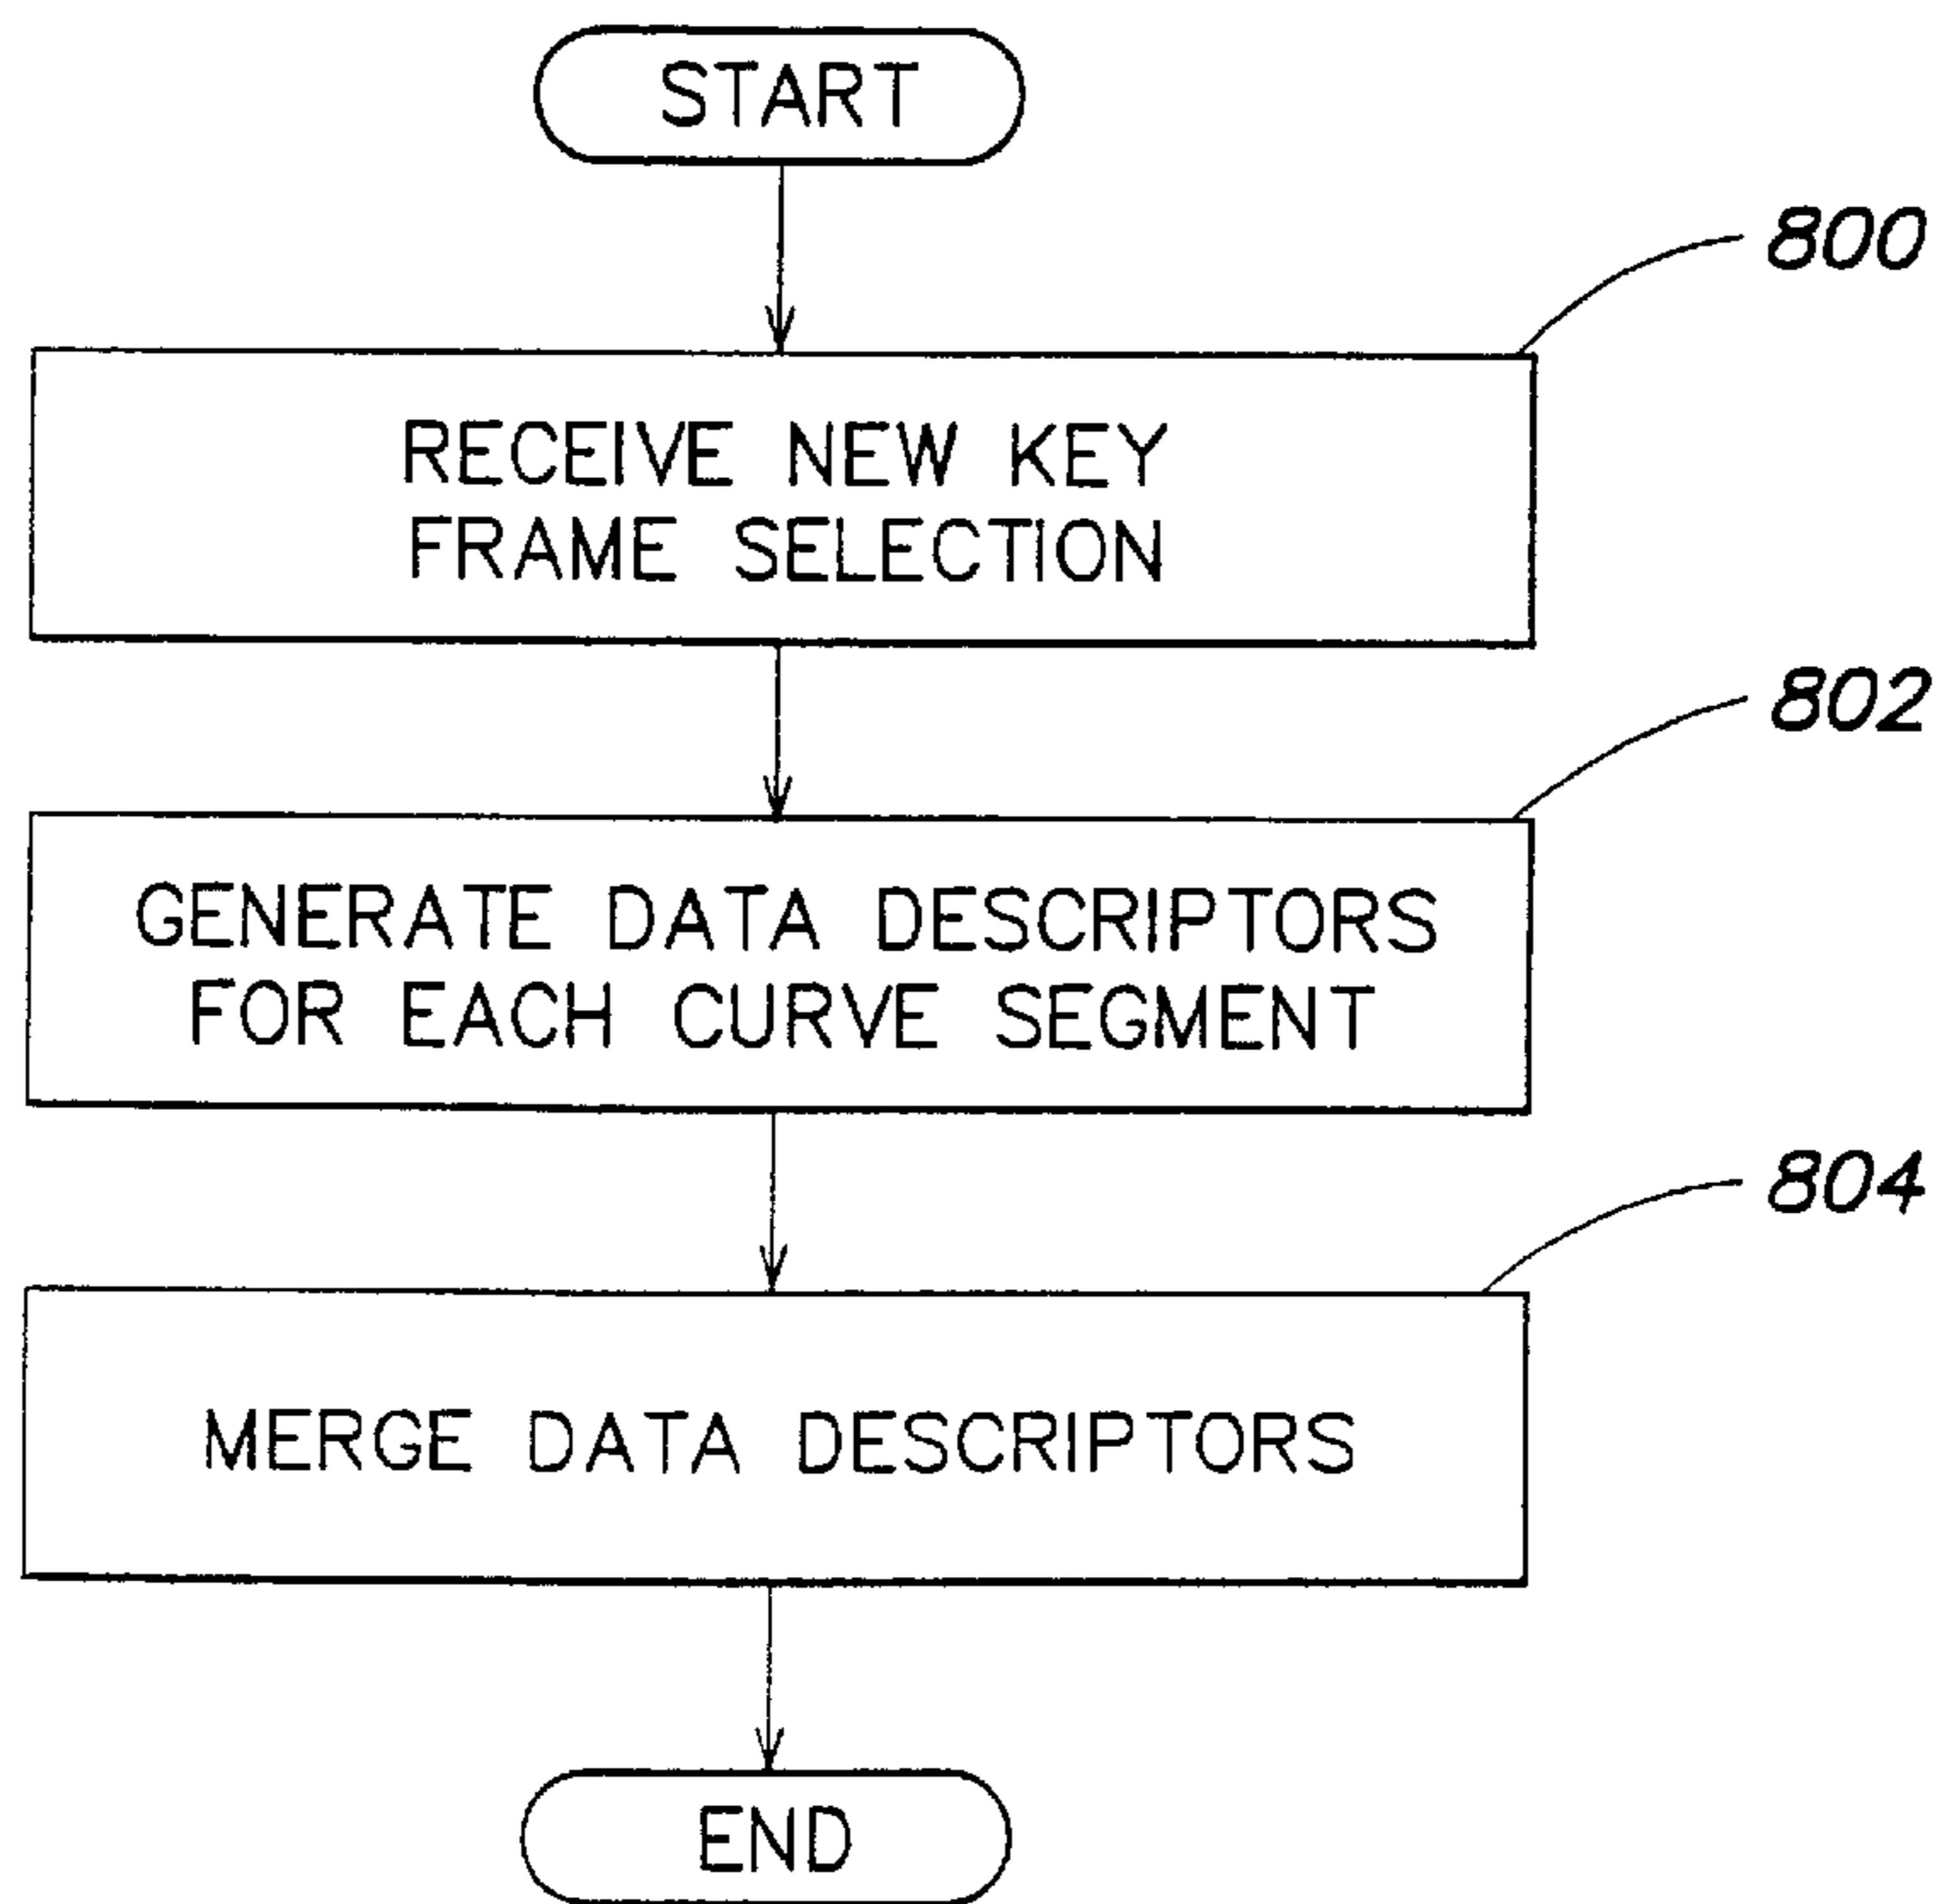 START
800
RECEIVE NEW KEY
FRAME SELECTION
802
GENERATE DATA DESCRIPTORS
FOR EACH CURVE SEGMENT
804
MERGE DATA DESCRIPTORS
END